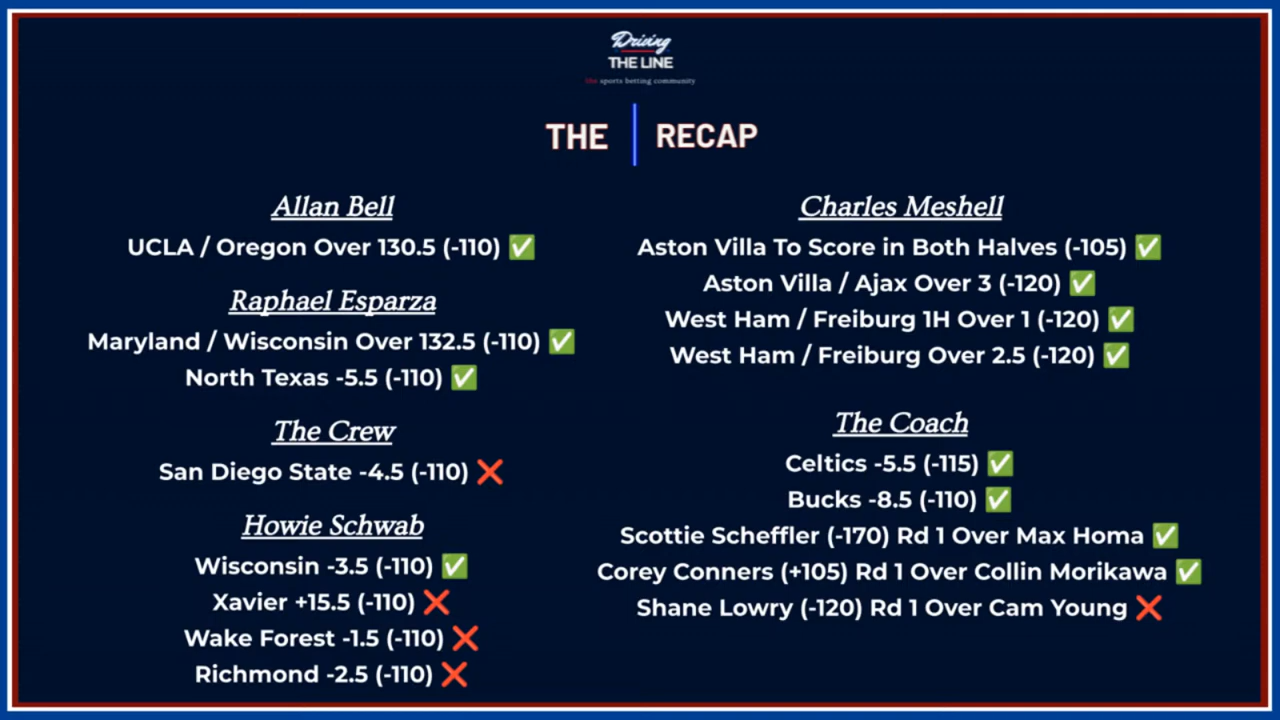 Driving
THE LINE
the sports betting community
THE RECAP
Allan Bell
UCLA / Oregon Over 130.5 (-110) ✅
Raphael Esparza
Maryland / Wisconsin Over 132.5 (-110) ✅
North Texas -5.5 (-110) ✅
The Crew
San Diego State -4.5 (-110) ❌
Howie Schwab
Wisconsin -3.5 (-110) ✅
Xavier +15.5 (-110) ❌
Wake Forest -1.5 (-110) ❌
Richmond -2.5 (-110) ❌
Charles Meshell
Aston Villa To Score in Both Halves (-105) ✅
Aston Villa / Ajax Over 3 (-120) ✅
West Ham / Freiburg 1H Over 1 (-120) ✅
West Ham / Freiburg Over 2.5 (-120) ✅
The Coach
Celtics -5.5 (-115) ✅
Bucks -8.5 (-110) ✅
Scottie Scheffler (-170) Rd 1 Over Max Homa ✅
Corey Conners (+105) Rd 1 Over Collin Morikawa ✅
Shane Lowry (-120) Rd 1 Over Cam Young ❌